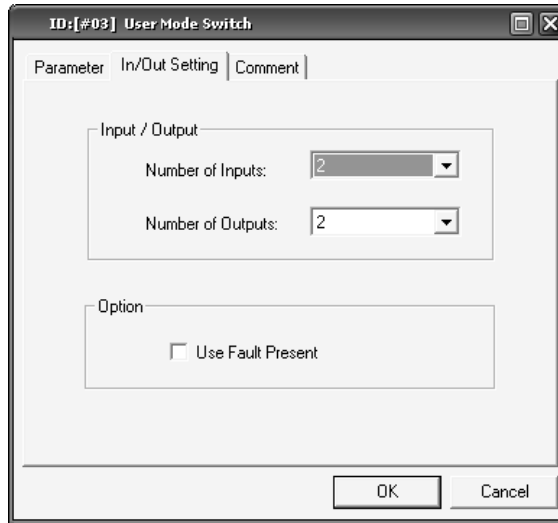 ID:[#03] User Mode Switch
Parameter In/Out Setting Comment
Input / Output
Number of Inputs: 2
Number of Outputs: 2
Option
Use Fault Present
OK Cancel